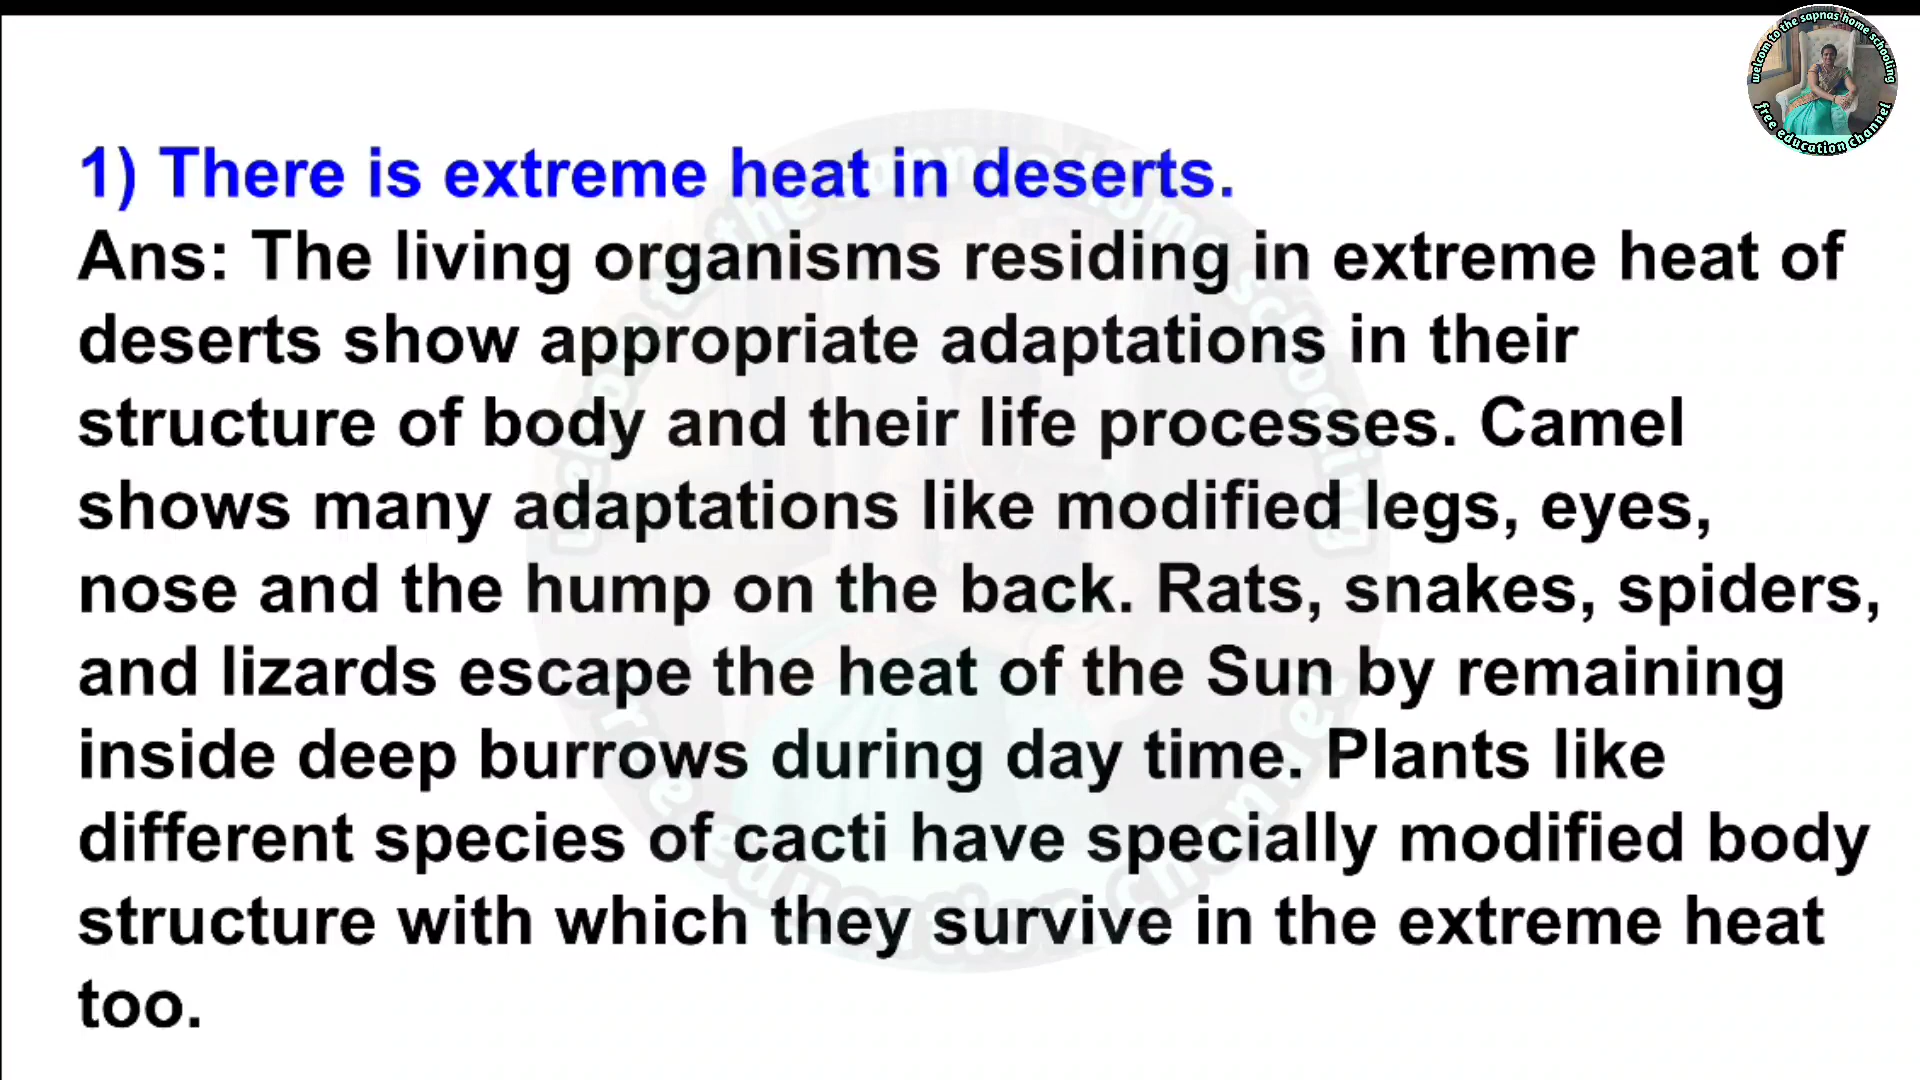 welcom to the sapnas home schooling
free education channel
1) There is extreme heat in deserts.
Ans: The living organisms residing in extreme heat of
deserts show appropriate adaptations in their
structure of body and their life processes. Camel
shows many adaptations like modified legs, eyes,
nose and the hump on the back. Rats, snakes, spiders,
and lizards escape the heat of the Sun by remaining
inside deep burrows during day time. Plants like
different species of cacti have specially modified body
structure with which they survive in the extreme heat
too.